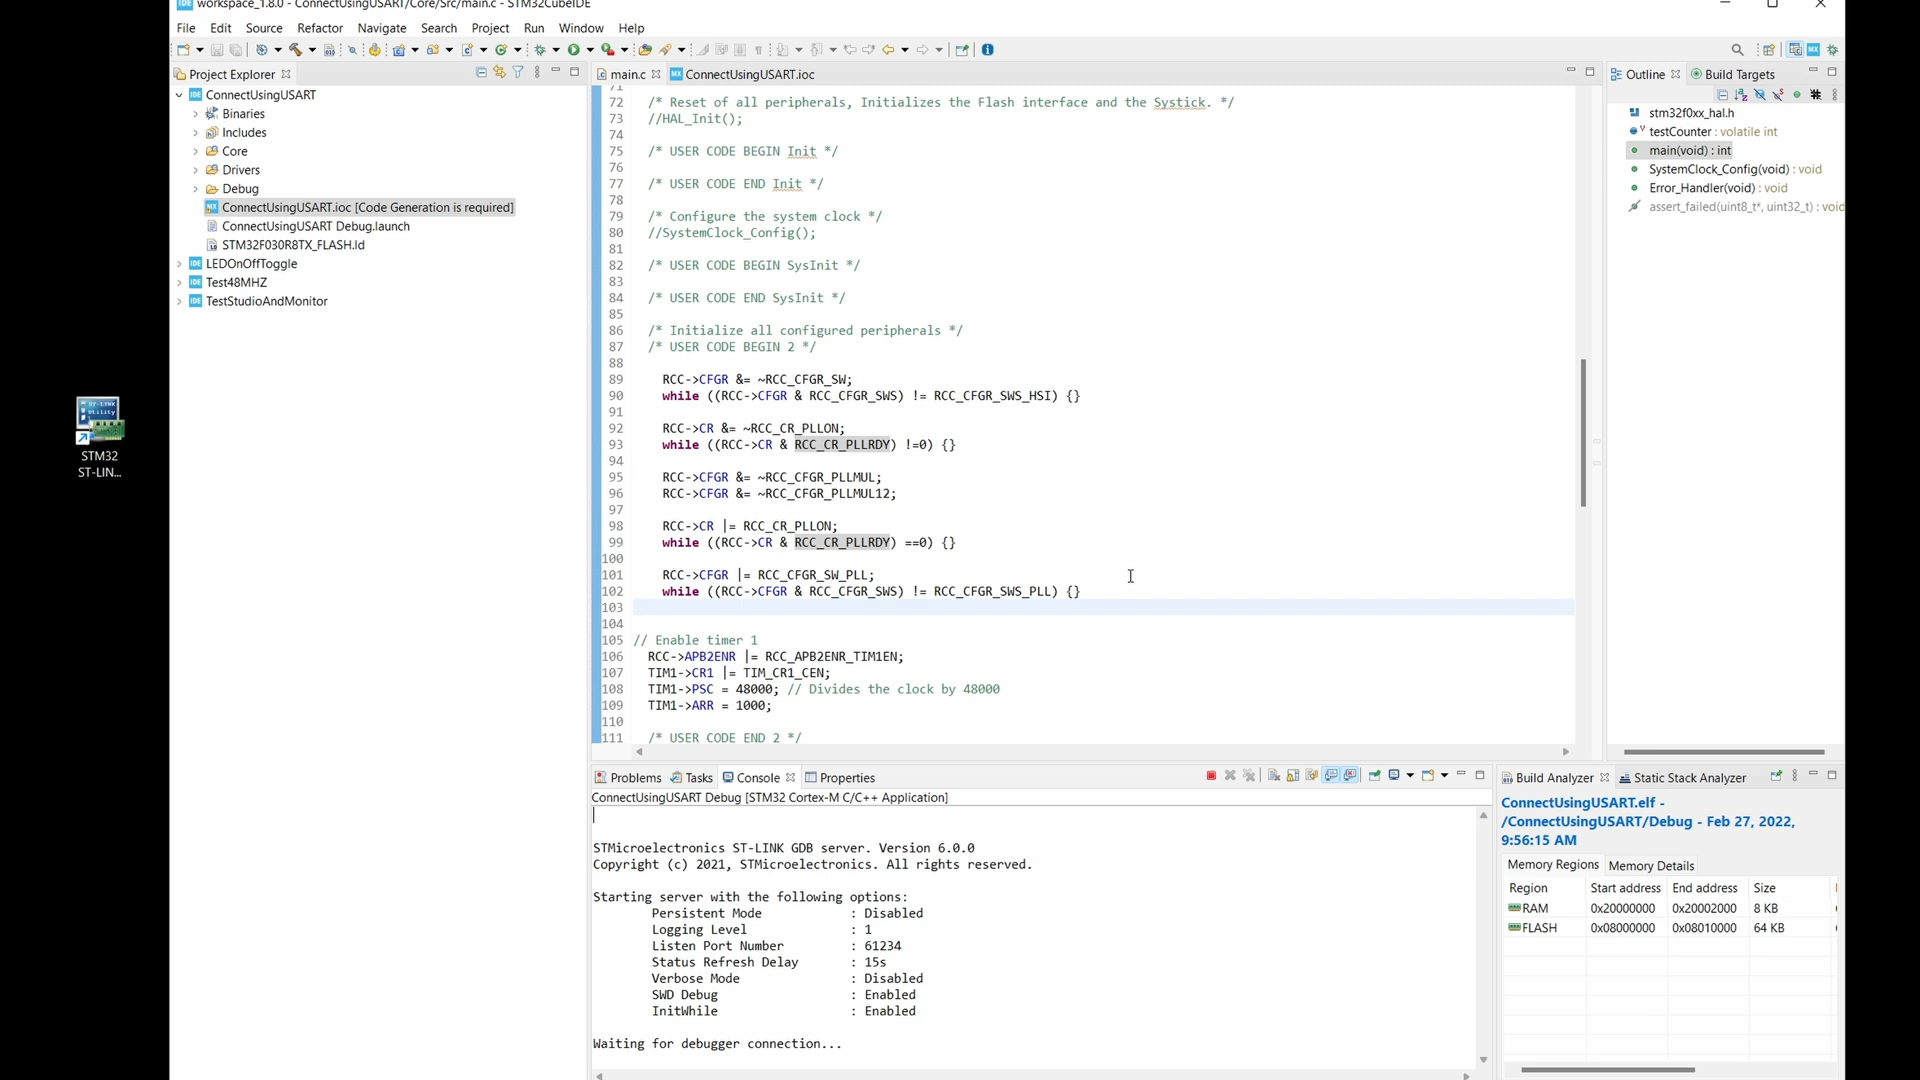 workspace_1.8.0 - ConnectUsingUSART/Core/Src/main.c - STM32CubeIDE
File Edit Source Refactor Navigate Search Project Run Window Help
Project Explorer
ConnectUsingUSART
Binaries
Includes
Core
Drivers
Debug
ConnectUsingUSART.ioc [Code Generation is required]
ConnectUsingUSART Debug.launch
STM32F030R8TX_FLASH.ld
LEDOnOffToggle
Test48MHZ
TestStudioAndMonitor
STM32
ST-LIN...
main.c ConnectUsingUSART.ioc
71
72 /* Reset of all peripherals, Initializes the Flash interface and the Systick. */
73 //HAL_Init();
74
75 /* USER CODE BEGIN Init */
76
77 /* USER CODE END Init */
78
79 /* Configure the system clock */
80 //SystemClock_Config();
81
82 /* USER CODE BEGIN SysInit */
83
84 /* USER CODE END SysInit */
85
86 /* Initialize all configured peripherals */
87 /* USER CODE BEGIN 2 */
88
89 RCC->CFGR &= ~RCC_CFGR_SW;
90 while ((RCC->CFGR & RCC_CFGR_SWS) != RCC_CFGR_SWS_HSI) {}
91
92 RCC->CR &= ~RCC_CR_PLLON;
93 while ((RCC->CR & RCC_CR_PLLRDY) !=0) {}
94
95 RCC->CFGR &= ~RCC_CFGR_PLLMUL;
96 RCC->CFGR &= ~RCC_CFGR_PLLMUL12;
97
98 RCC->CR |= RCC_CR_PLLON;
99 while ((RCC->CR & RCC_CR_PLLRDY) ==0) {}
100
101 RCC->CFGR |= RCC_CFGR_SW_PLL;
102 while ((RCC->CFGR & RCC_CFGR_SWS) != RCC_CFGR_SWS_PLL) {}
103
104
105 // Enable timer 1
106 RCC->APB2ENR |= RCC_APB2ENR_TIM1EN;
107 TIM1->CR1 |= TIM_CR1_CEN;
108 TIM1->PSC = 48000; // Divides the clock by 48000
109 TIM1->ARR = 1000;
110
111 /* USER CODE END 2 */
Outline Build Targets
stm32f0xx_hal.h
testCounter : volatile int
main(void) : int
SystemClock_Config(void) : void
Error_Handler(void) : void
assert_failed(uint8_t*, uint32_t) : void
Problems Tasks Console Properties
ConnectUsingUSART Debug [STM32 Cortex-M C/C++ Application]
STMicroelectronics ST-LINK GDB server. Version 6.0.0
Copyright (c) 2021, STMicroelectronics. All rights reserved.
Starting server with the following options:
Persistent Mode : Disabled
Logging Level : 1
Listen Port Number : 61234
Status Refresh Delay : 15s
Verbose Mode : Disabled
SWD Debug : Enabled
InitWhile : Enabled
Waiting for debugger connection...
Build Analyzer Static Stack Analyzer
ConnectUsingUSART.elf -
/ConnectUsingUSART/Debug - Feb 27, 2022,
9:56:15 AM
Memory Regions Memory Details
Region Start address End address Size
RAM 0x20000000 0x20002000 8 KB
FLASH 0x08000000 0x08010000 64 KB